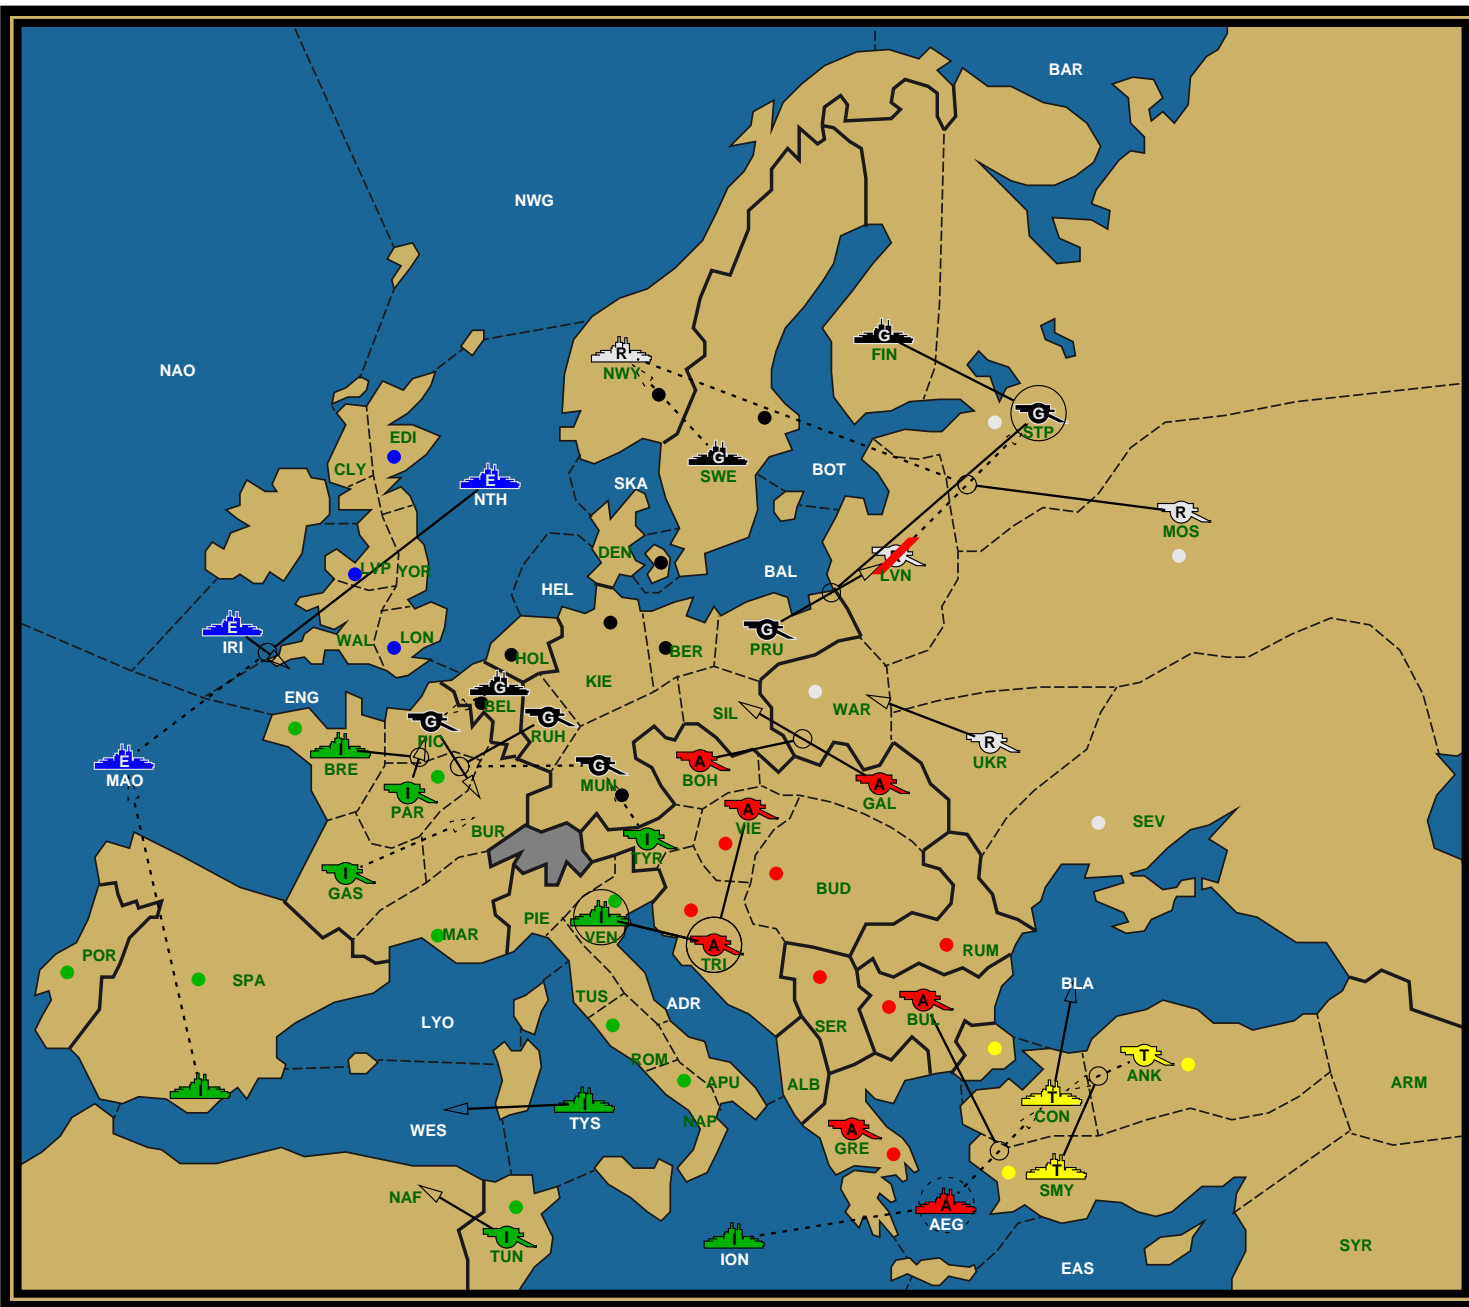 BAR
NWG
NAO
R
NWY
G
FIN
G
STP
EDI
CLY
E
NTH
G
SWE
SKA
BOT
R
MOS
DEN
LVP
YOR
HEL
BAL
LVN
E
IRI
WAL
LON
HOL
BER
G
PRU
ENG
KIE
G
BEL
SIL
WAR
G
PIC
G
RUH
R
UKR
E
MAO
I
BRE
G
MUN
A
BOH
A
GAL
I
PAR
A
VIE
SEV
BUR
I
TYR
I
GAS
BUD
PIE
I
VEN
MAR
A
TRI
RUM
POR
SPA
TUS
ADR
BLA
LYO
A
BUL
SER
ROM
APU
ALB
T
ANK
ARM
I
I
TYS
NAP
T
CON
WES
A
GRE
NAF
T
SMY
A
AEG
I
TUN
I
ION
EAS
SYR